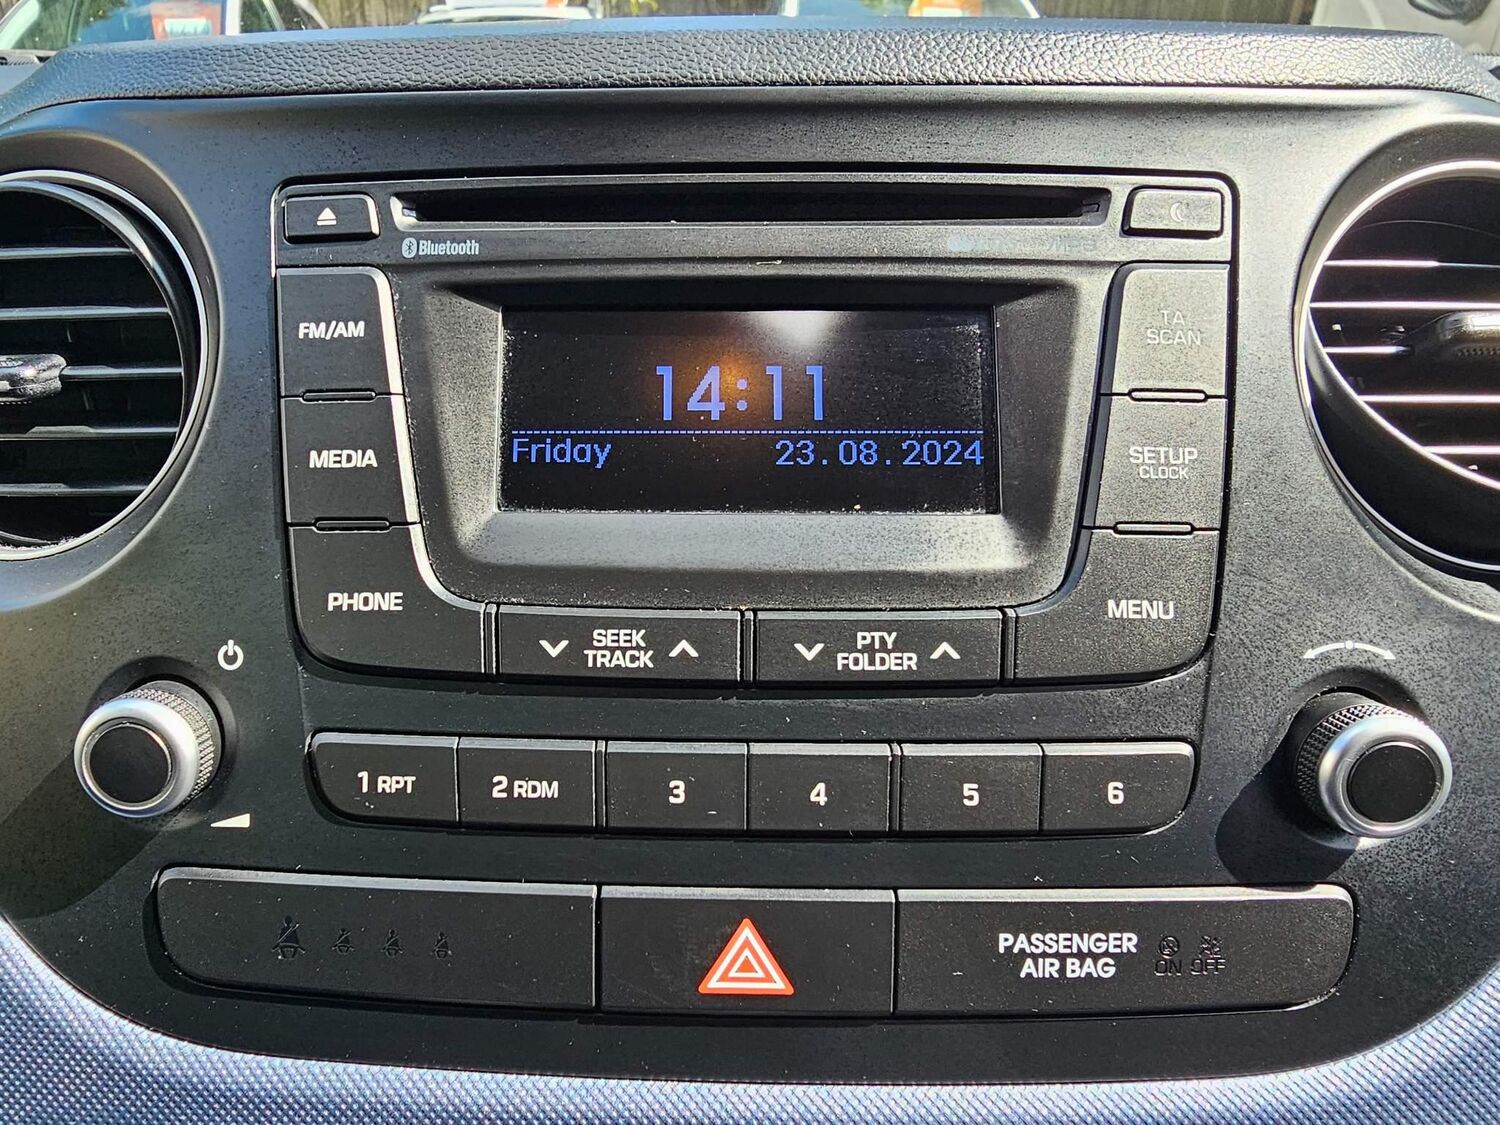 Bluetooth
FM/AM
TA
SCAN
14:11
Friday 23.08.2024
MEDIA
SETUP
CLOCK
PHONE
MENU
SEEK
TRACK
PTY
FOLDER
1 RPT
2 RDM
3
4
5
6
PASSENGER
AIR BAG
ON OFF